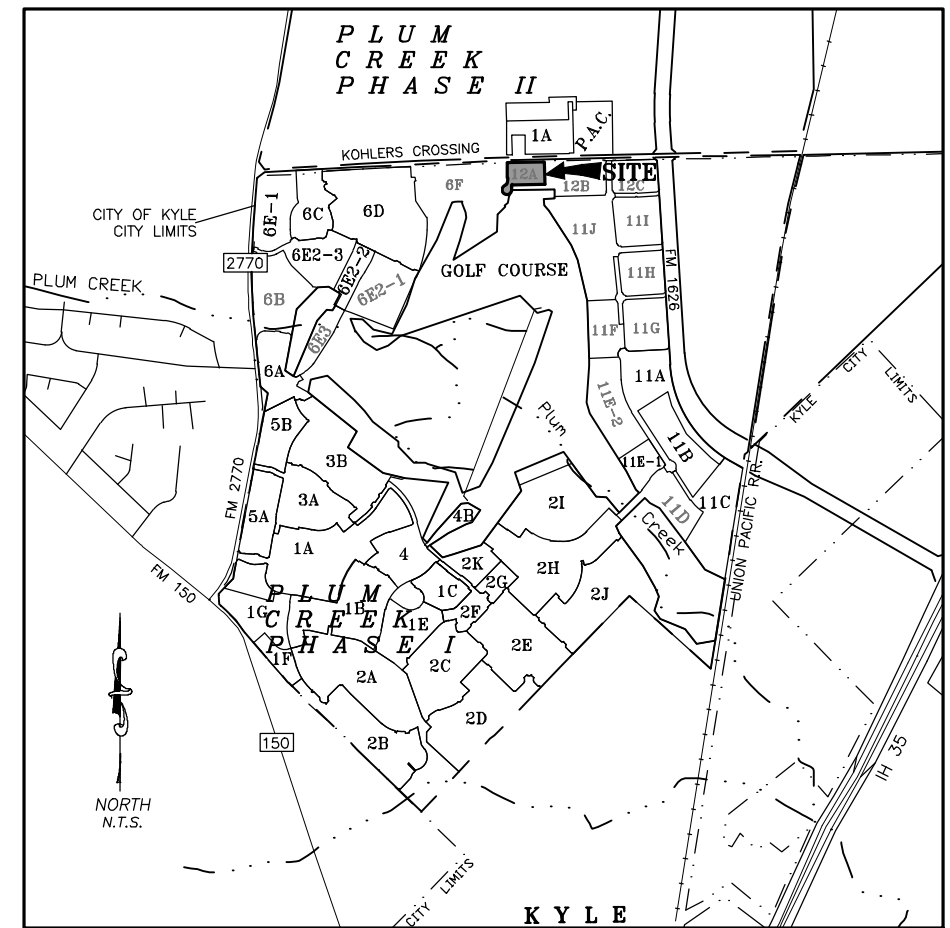 PLUM
CREEK
PHASE II
1A
P.A.C.
KOHLERS CROSSING
12A
SITE
6F
12B
12C
CITY OF KYLE
CITY LIMITS
6E-1
6C
6D
11J
11I
6E2-3
6E2-2
2770
GOLF COURSE
11H
FM 1626
PLUM CREEK
6B
6E2-1
6E3
11F
11G
6A
11A
CITY
LIMITS
KYLE
11E-2
5B
Plum
11B
3B
11E-1
FM 2770
3A
2I
11C
5A
4B
11D
Creek
UNION PACIFIC R.R.
1A
4
2K
2H
FM 150
2G
2J
1C
PLUM
CREEK
PHASE I
1G
1B
1E
2F
1F
2C
2E
2A
2D
150
2B
IH 35
NORTH
N.T.S.
CITY LIMITS
KYLE